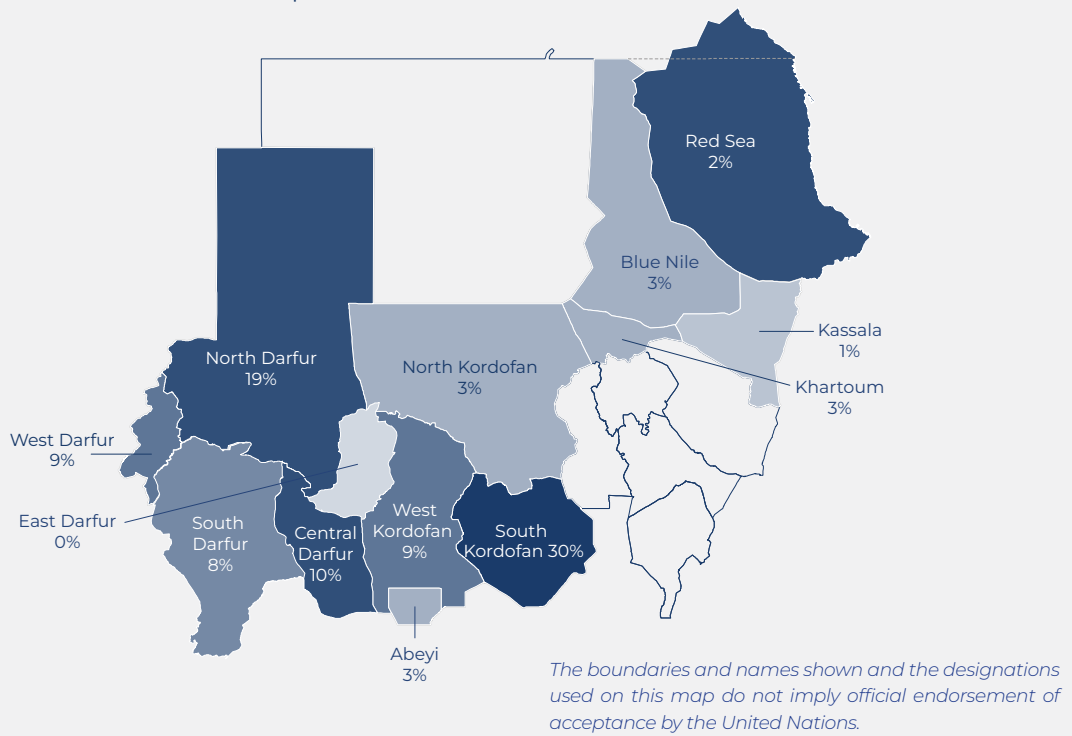 Red Sea
2%
Blue Nile
3%
Kassala
1%
North Darfur
19%
North Kordofan
3%
Khartoum
3%
West Darfur
9%
East Darfur
0%
South
Darfur
8%
Central
Darfur
10%
West
Kordofan
9%
South
Kordofan 30%
Abeyi
3%
The boundaries and names shown and the designations
used on this map do not imply official endorsement of
acceptance by the United Nations.